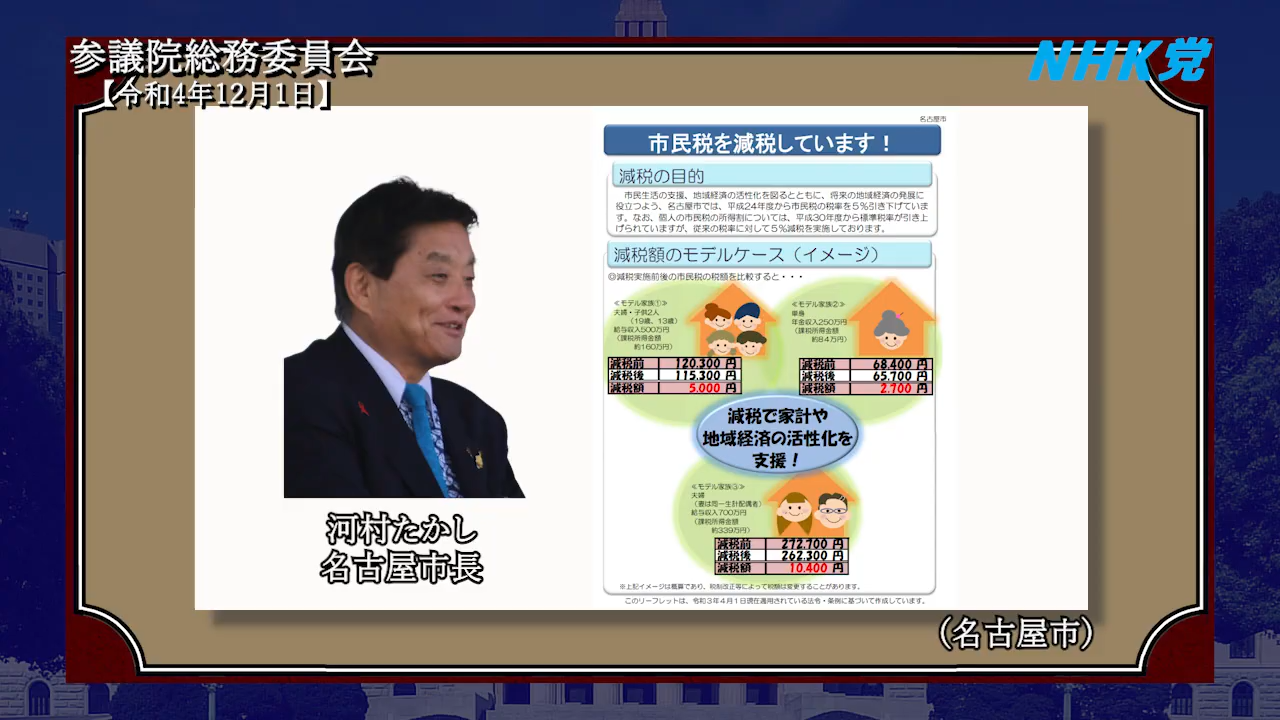 参議院総務委員会
【令和4年12月1日】
NHK党
名古屋市
市民税を減税しています！
減税の目的
市民生活の支援、地域経済の活性化を図るとともに、将来の地域経済の発展に
役立つよう、名古屋市では、平成24年度から市民税の税率を5％引き下げていま
す。なお、個人の市民税の所得割については、平成30年度から標準税率が引き上
げられていますが、従来の税率に対して5％減税を実施しております。
減税額のモデルケース（イメージ）
◎減税実施前後の市民税の税額を比較すると・・・
≪モデル家族①≫
夫婦・子供2人
（19歳、13歳）
給与収入500万円
（課税所得金額
約160万円）
減税前 120,300 円
減税後 115,300 円
減税額 5,000 円
≪モデル家族②≫
単身
年金収入250万円
（課税所得金額
約84万円）
減税前 68,400 円
減税後 65,700 円
減税額 2,700 円
減税で家計や
地域経済の活性化を
支援！
≪モデル家族③≫
夫婦
（妻は同一生計配偶者）
給与収入700万円
（課税所得金額
約339万円）
減税前 272,700 円
減税後 262,300 円
減税額 10,400 円
※上記イメージは概算であり、税制改正等によって税額は変更することがあります。
このリーフレットは、令和3年4月1日現在適用されている法令・条例に基づいて作成しています。
河村たかし
名古屋市長
（名古屋市）